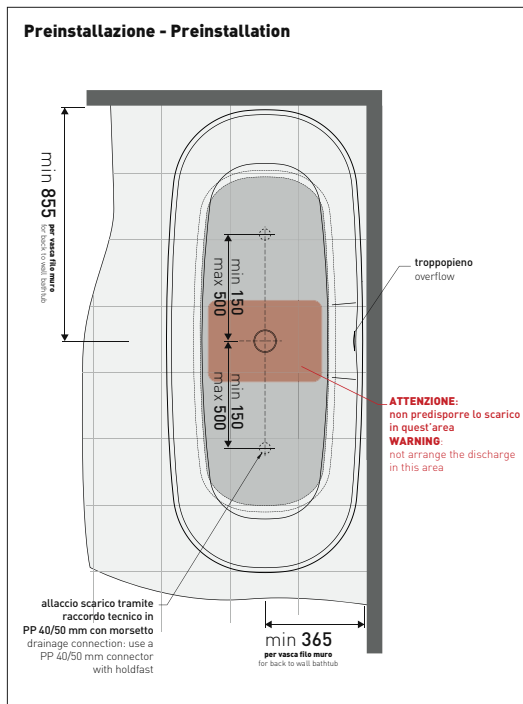 Preinstallazione - Preinstallation
min 855
per vasca filo muro
for back to wall bathtub
min 150
max 500
min 150
max 500
troppopieno
overflow
ATTENZIONE:
non predisporre lo scarico
in quest'area
WARNING:
not arrange the discharge
in this area
allaccio scarico tramite
raccordo tecnico in
PP 40/50 mm con morsetto
drainage connection: use a
PP 40/50 mm connector
with holdfast
min 365
per vasca filo muro
for back to wall bathtub